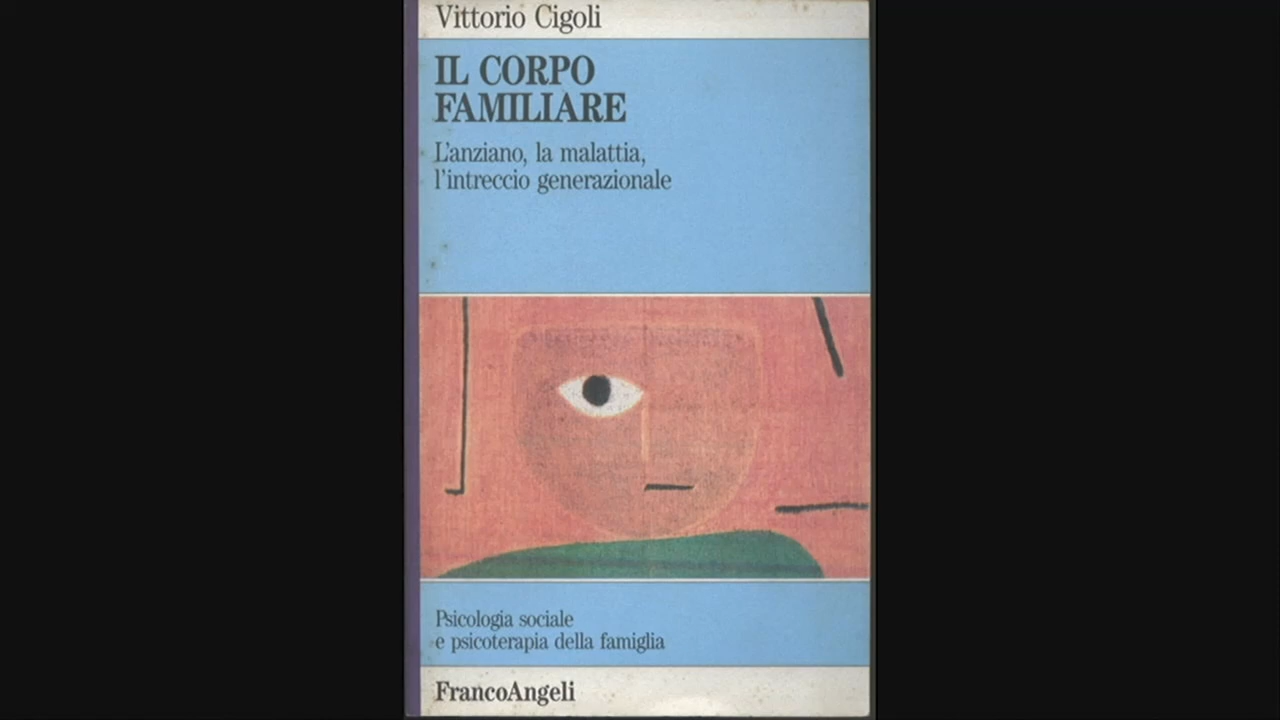 Vittorio Cigoli
IL CORPO
FAMILIARE
L'anziano, la malattia,
l'intreccio generazionale
Psicologia sociale
e psicoterapia della famiglia
FrancoAngeli